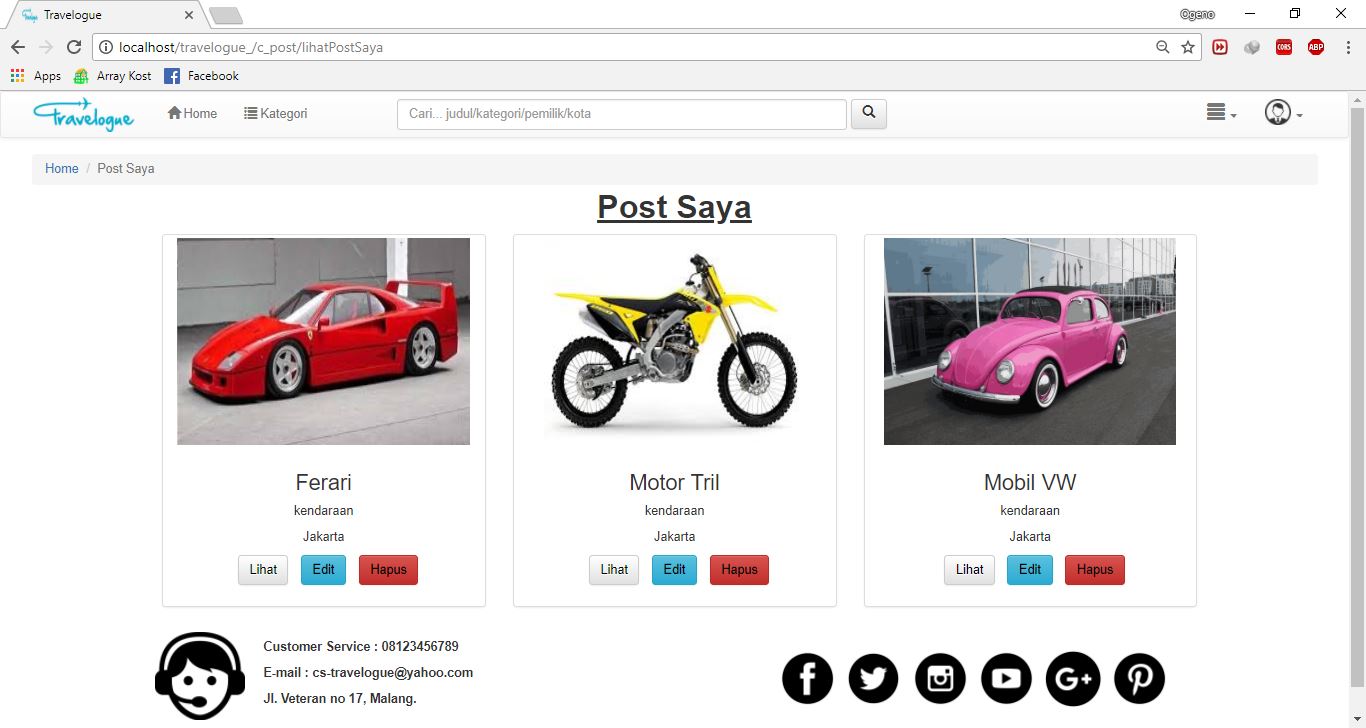 Travelogue
Ogeno
localhost/travelogue_/c_post/lihatPostSaya
CORS
ABP
Apps Array Kost Facebook
Travelogue Home Kategori Cari... judul/kategori/pemilik/kota
Home / Post Saya
Post Saya
Ferari
kendaraan
Jakarta
Lihat Edit Hapus
Motor Tril
kendaraan
Jakarta
Lihat Edit Hapus
Mobil VW
kendaraan
Jakarta
Lihat Edit Hapus
Customer Service : 08123456789
E-mail : cs-travelogue@yahoo.com
Jl. Veteran no 17, Malang.